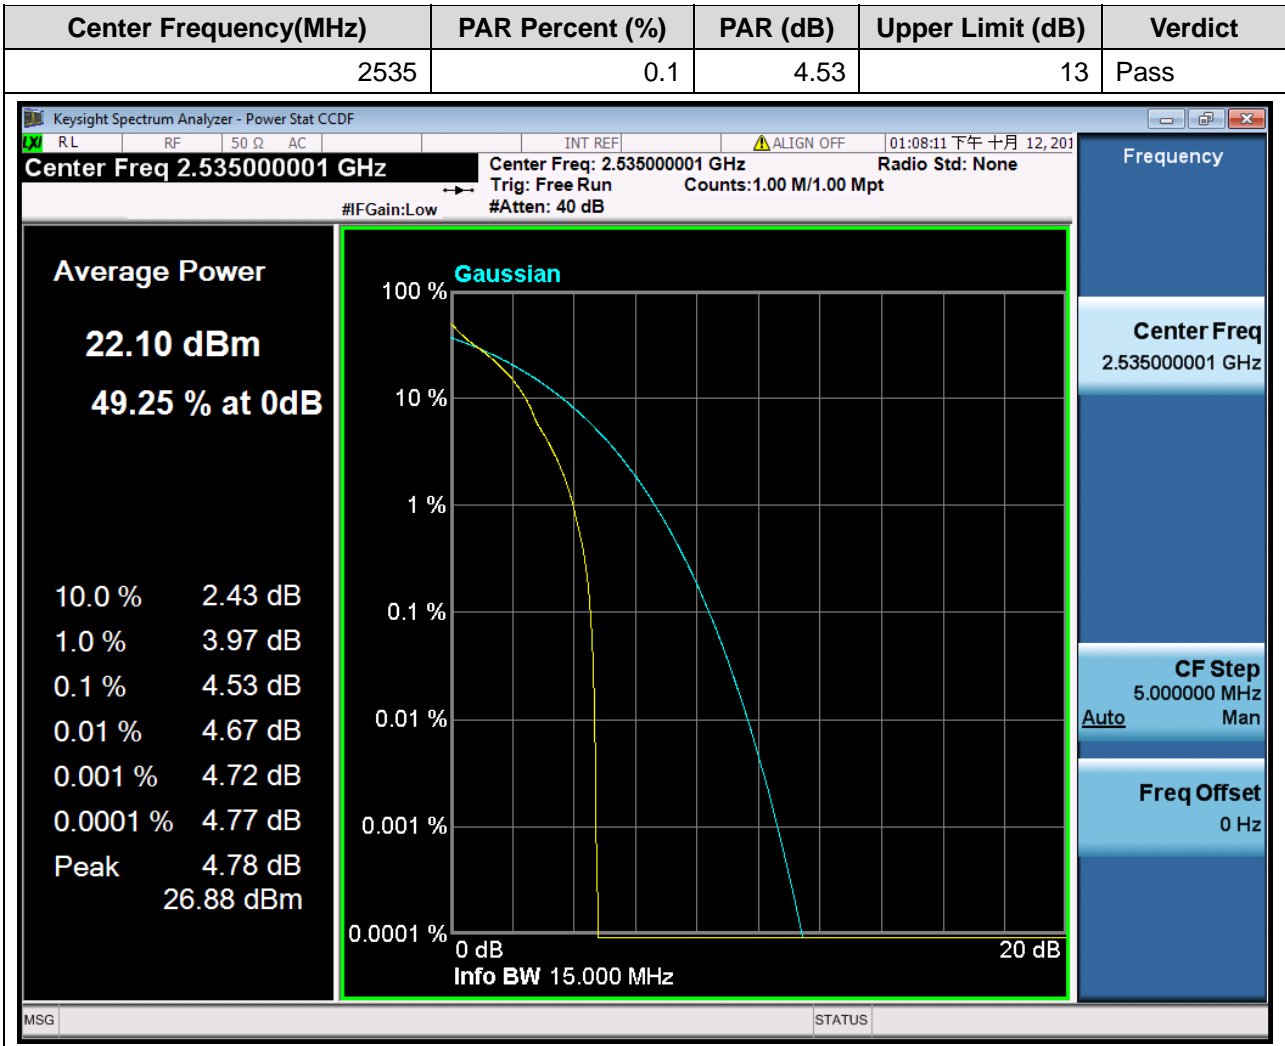 Center Frequency(MHz) PAR Percent (%) PAR (dB) Upper Limit (dB) Verdict
2535 0.1 4.53 13 Pass
Keysight Spectrum Analyzer - Power Stat CCDF
LXI RL RF 50 Ω AC INT REF ALIGN OFF 01:08:11 下午 十月 12, 201
Center Freq 2.535000001 GHz
Center Freq: 2.535000001 GHz Radio Std: None
Trig: Free Run Counts:1.00 M/1.00 Mpt
#IFGain:Low #Atten: 40 dB
Frequency
Average Power
22.10 dBm
49.25 % at 0dB
10.0 % 2.43 dB
1.0 % 3.97 dB
0.1 % 4.53 dB
0.01 % 4.67 dB
0.001 % 4.72 dB
0.0001 % 4.77 dB
Peak 4.78 dB
26.88 dBm
Gaussian
100 %
10 %
1 %
0.1 %
0.01 %
0.001 %
0.0001 %
0 dB 20 dB
Info BW 15.000 MHz
Center Freq
2.535000001 GHz
CF Step
5.000000 MHz
Auto Man
Freq Offset
0 Hz
MSG STATUS